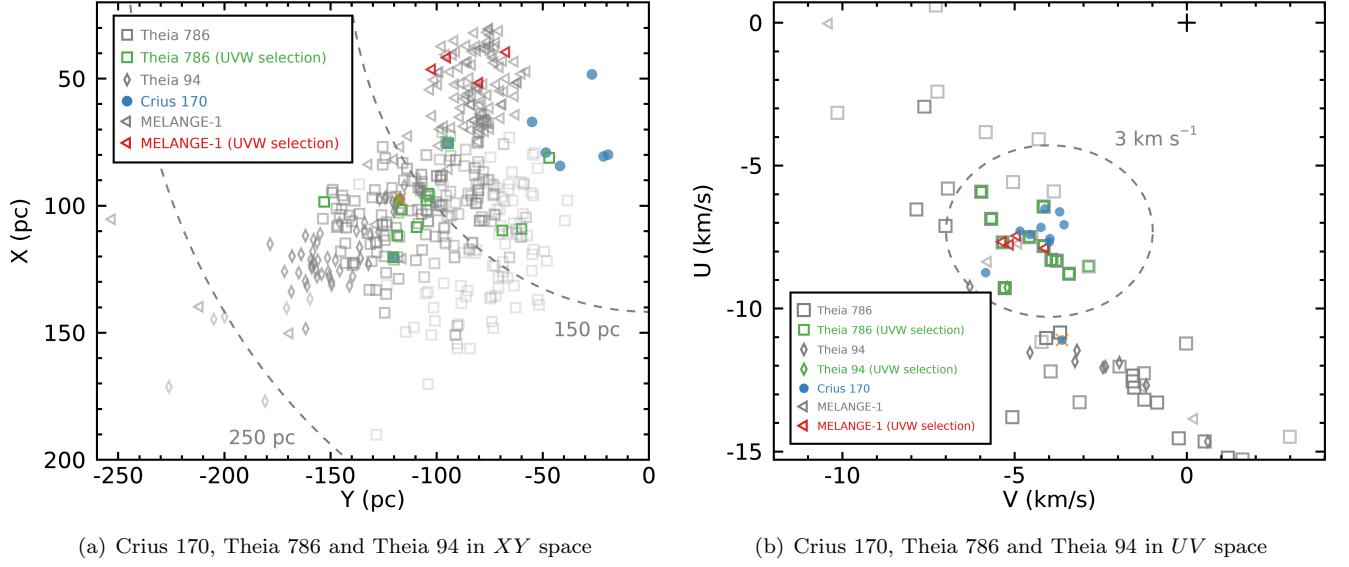 Theia 786
Theia 786 (UVW selection)
Theia 94
Crius 170
MELANGE-1
MELANGE-1 (UVW selection)
50
100
150
200
X (pc)
150 pc
250 pc
-250
-200
-150
-100
-50
0
Y (pc)
(a) Crius 170, Theia 786 and Theia 94 in XY space
0
-5
-10
-15
U (km/s)
3 km s⁻¹
Theia 786
Theia 786 (UVW selection)
Theia 94
Theia 94 (UVW selection)
Crius 170
MELANGE-1
MELANGE-1 (UVW selection)
-10
-5
0
V (km/s)
(b) Crius 170, Theia 786 and Theia 94 in UV space